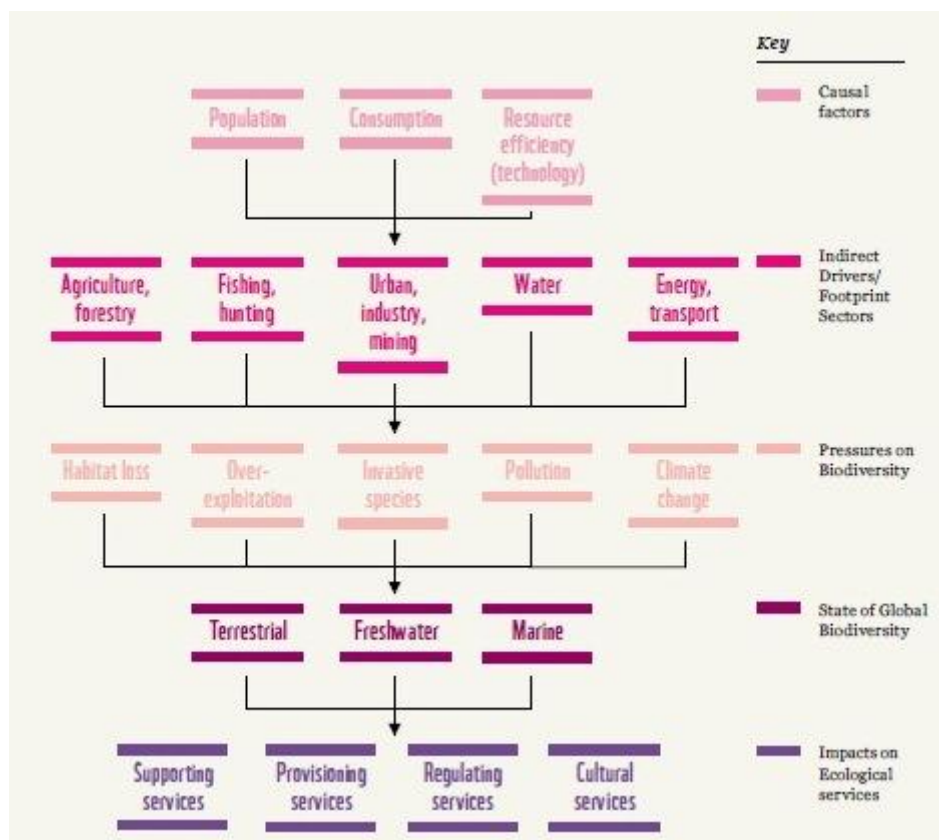 Key
Causal
factors
Population
Consumption
Resource
efficiency
(technology)
Indirect
Drivers/
Footprint
Sectors
Agriculture,
forestry
Fishing,
hunting
Urban,
industry,
mining
Water
Energy,
transport
Pressures on
Biodiversity
Habitat loss
Over-
exploitation
Invasive
species
Pollution
Climate
change
State of Global
Biodiversity
Terrestrial
Freshwater
Marine
Impacts on
Ecological
services
Supporting
services
Provisioning
services
Regulating
services
Cultural
services